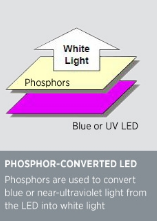 White
Light
Phosphors
Blue or UV LED
PHOSPHOR-CONVERTED LED
Phosphors are used to convert
blue or near-ultraviolet light from
the LED into white light